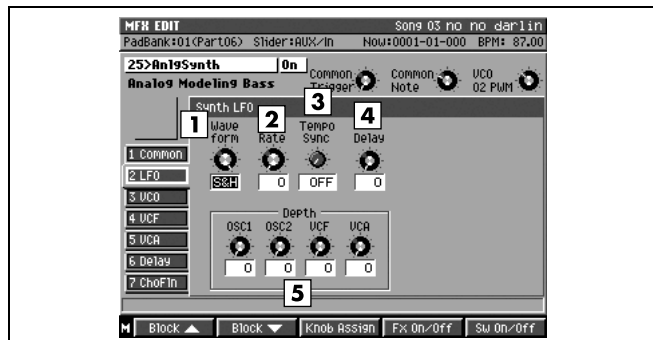 MFX EDIT Song 03 no no darlin
PadBank:01(Part06) Slider:AUX/In Now:0001-01-000 BPM: 87.00
25>AnlgSynth On
Analog Modeling Bass
Common Trigger
Common Note
VCO 02 PWM
Synth LFO
1 2 3 4
Wave form
Rate
Tempo Sync
Delay
S&H 0 OFF 0
1 Common
2 LFO
3 VCO
4 VCF
5 VCA
6 Delay
7 ChoFln
Depth
OSC1 OSC2 VCF VCA
0 0 0 0
5
M Block ▲ Block ▼ Knob Assign Fx On/Off Sw On/Off